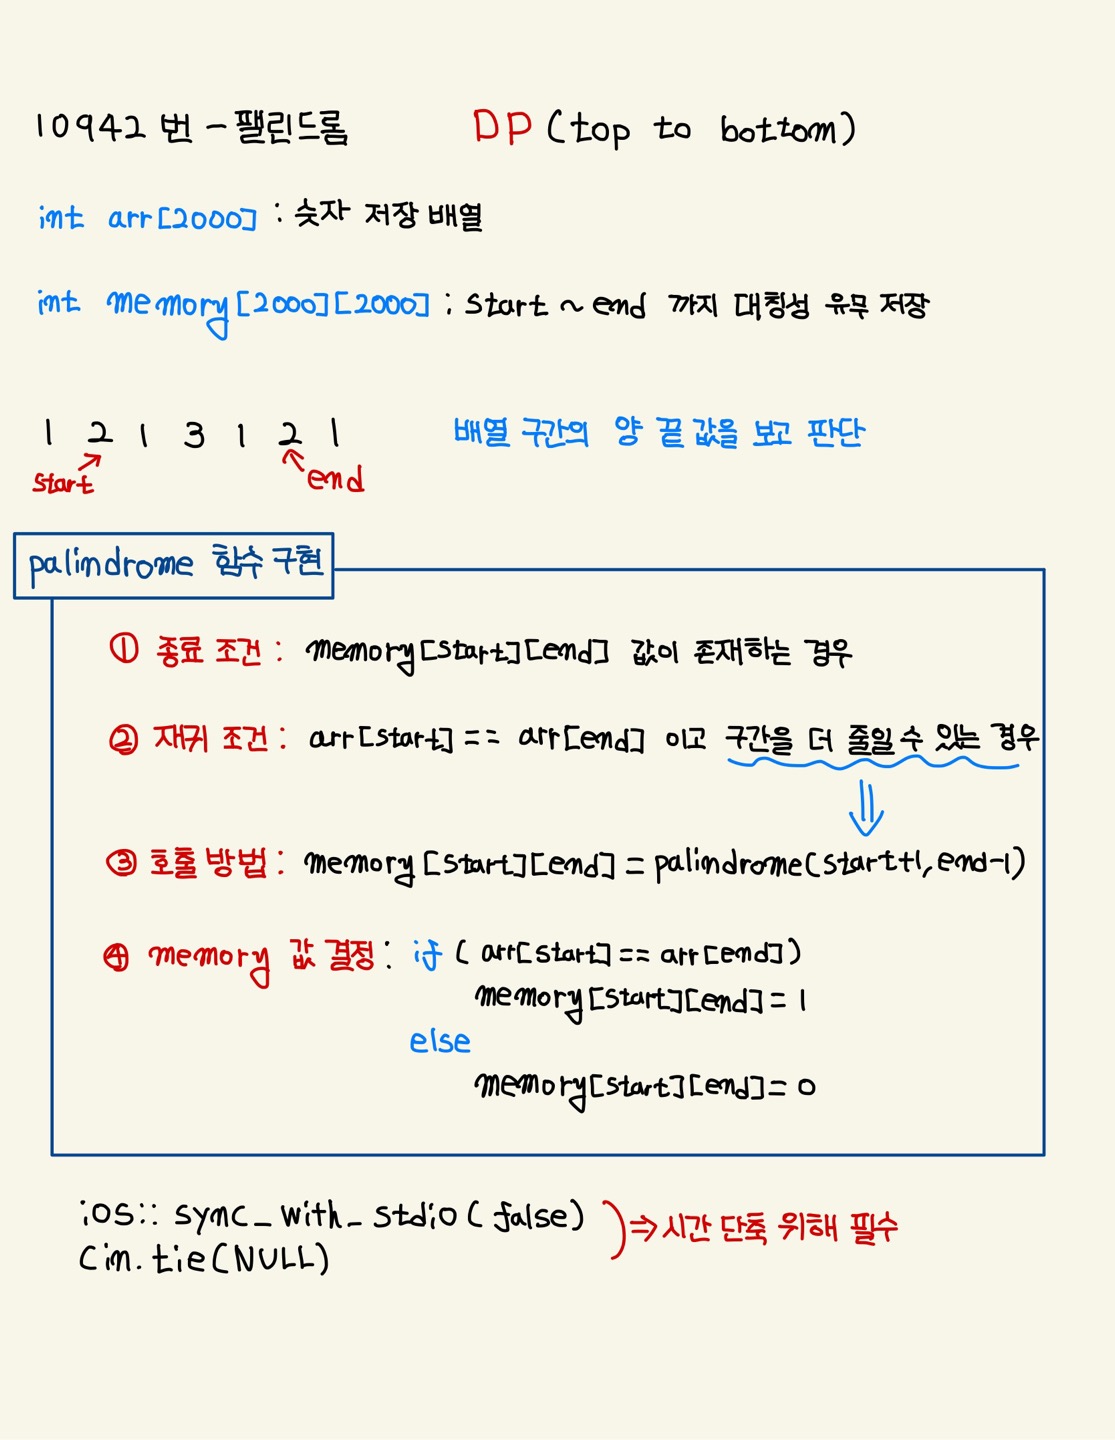 10942 번 - 팰린드롬 DP (top to bottom)
int arr[2000] : 숫자 저장 배열
int memory[2000][2000] : start ~ end 까지 대칭성 유무 저장
1 2 1 3 1 2 1 배열 구간의 양 끝 값을 보고 판단
start end
palindrome 함수 구현
① 종료 조건 : memory[start][end] 값이 존재하는 경우
② 재귀 조건 : arr[start] == arr[end] 이고 구간을 더 줄일 수 있는 경우
③ 호출 방법 : memory[start][end] = palindrome(start+1, end-1)
④ memory 값 결정 : if ( arr[start] == arr[end] )
memory[start][end] = 1
else
memory[start][end] = 0
ios:: sync_with_stdio(false)
cin.tie(NULL)
⇒ 시간 단축 위해 필수